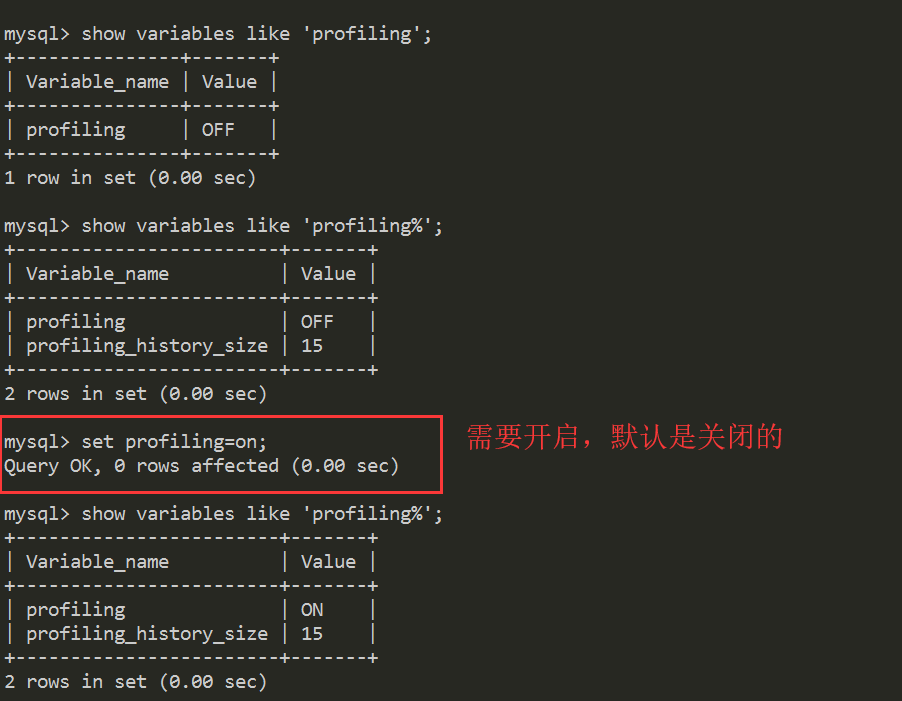 mysql> show variables like 'profiling';
+---------------+-------+
| Variable_name | Value |
+---------------+-------+
| profiling     | OFF   |
+---------------+-------+
1 row in set (0.00 sec)
mysql> show variables like 'profiling%';
+------------------------+-------+
| Variable_name          | Value |
+------------------------+-------+
| profiling              | OFF   |
| profiling_history_size | 15    |
+------------------------+-------+
2 rows in set (0.00 sec)
mysql> set profiling=on;
需要开启，默认是关闭的
Query OK, 0 rows affected (0.00 sec)
mysql> show variables like 'profiling%';
+------------------------+-------+
| Variable_name          | Value |
+------------------------+-------+
| profiling              | ON    |
| profiling_history_size | 15    |
+------------------------+-------+
2 rows in set (0.00 sec)